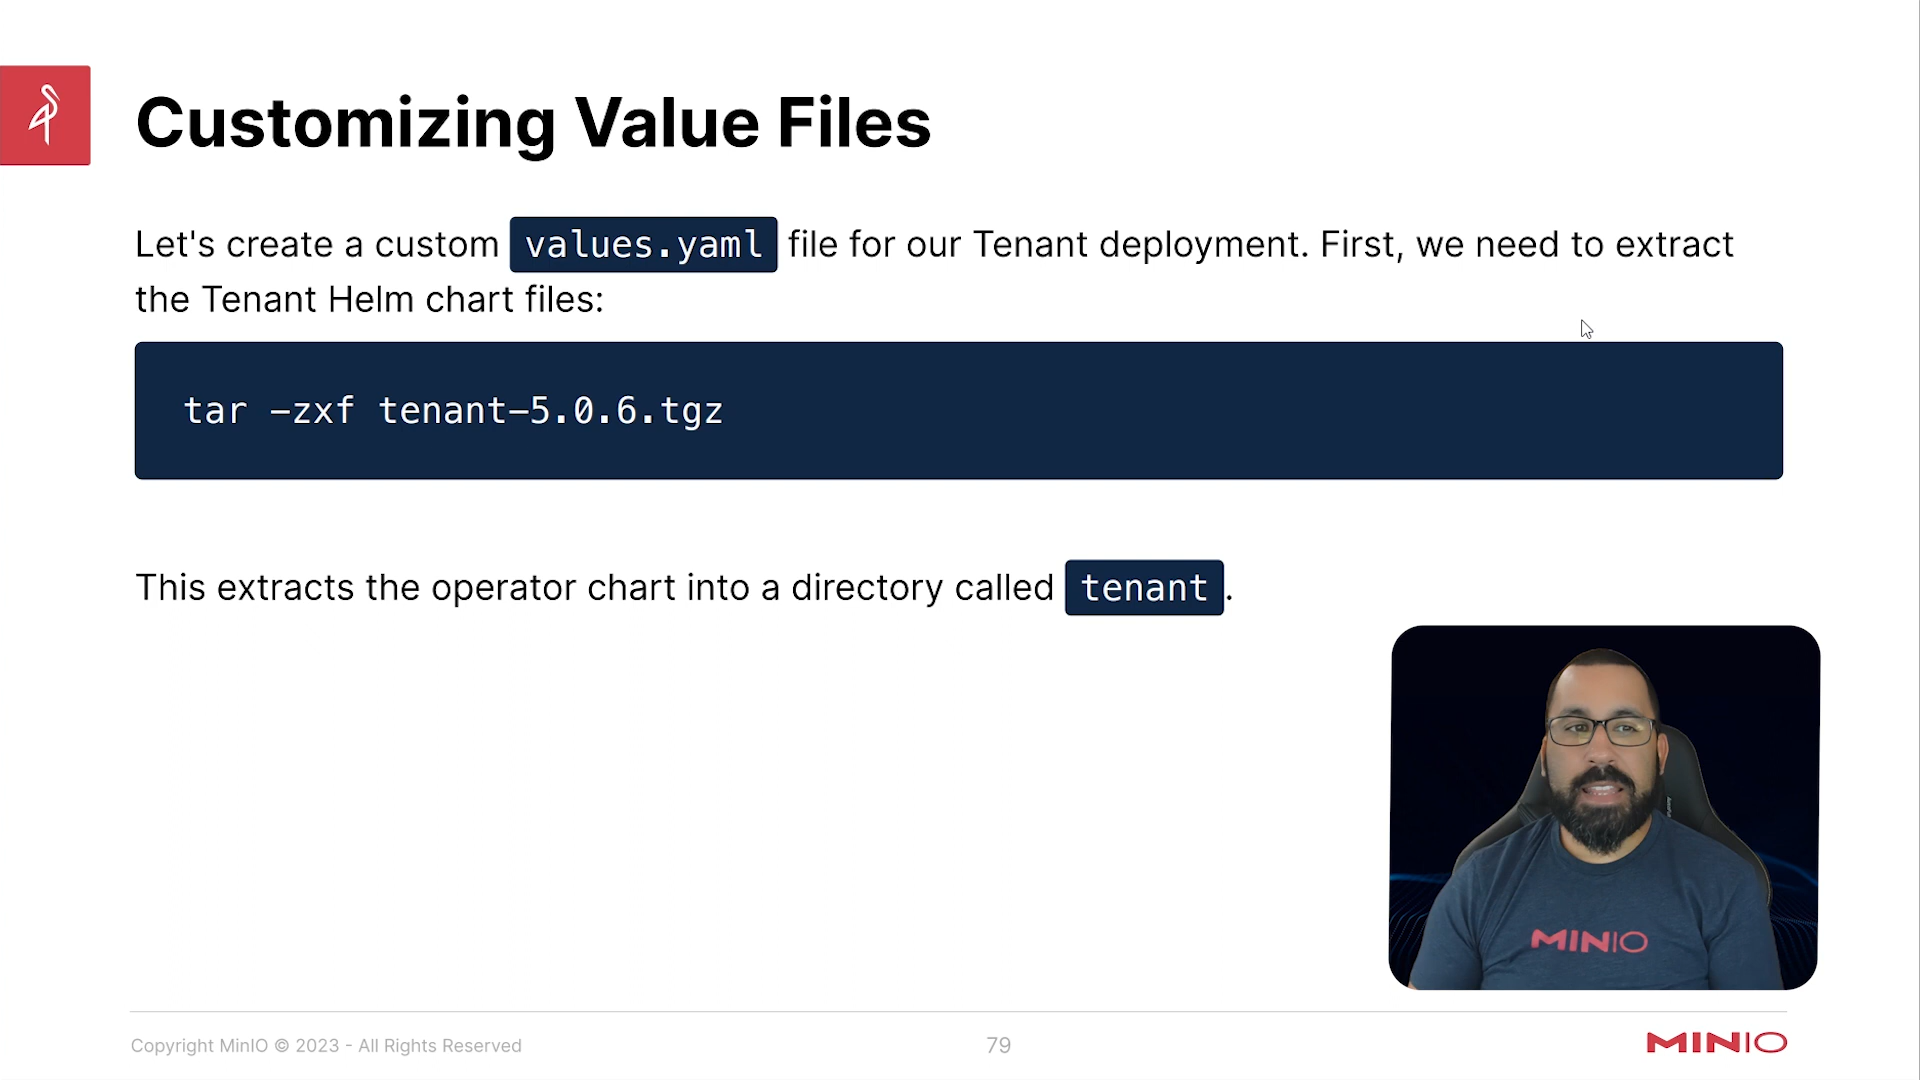 Customizing Value Files
Let's create a custom values.yaml file for our Tenant deployment. First, we need to extract
the Tenant Helm chart files:
tar -zxf tenant-5.0.6.tgz
This extracts the operator chart into a directory called tenant.
MINIO
Copyright MinIO © 2023 - All Rights Reserved
79
MINIO